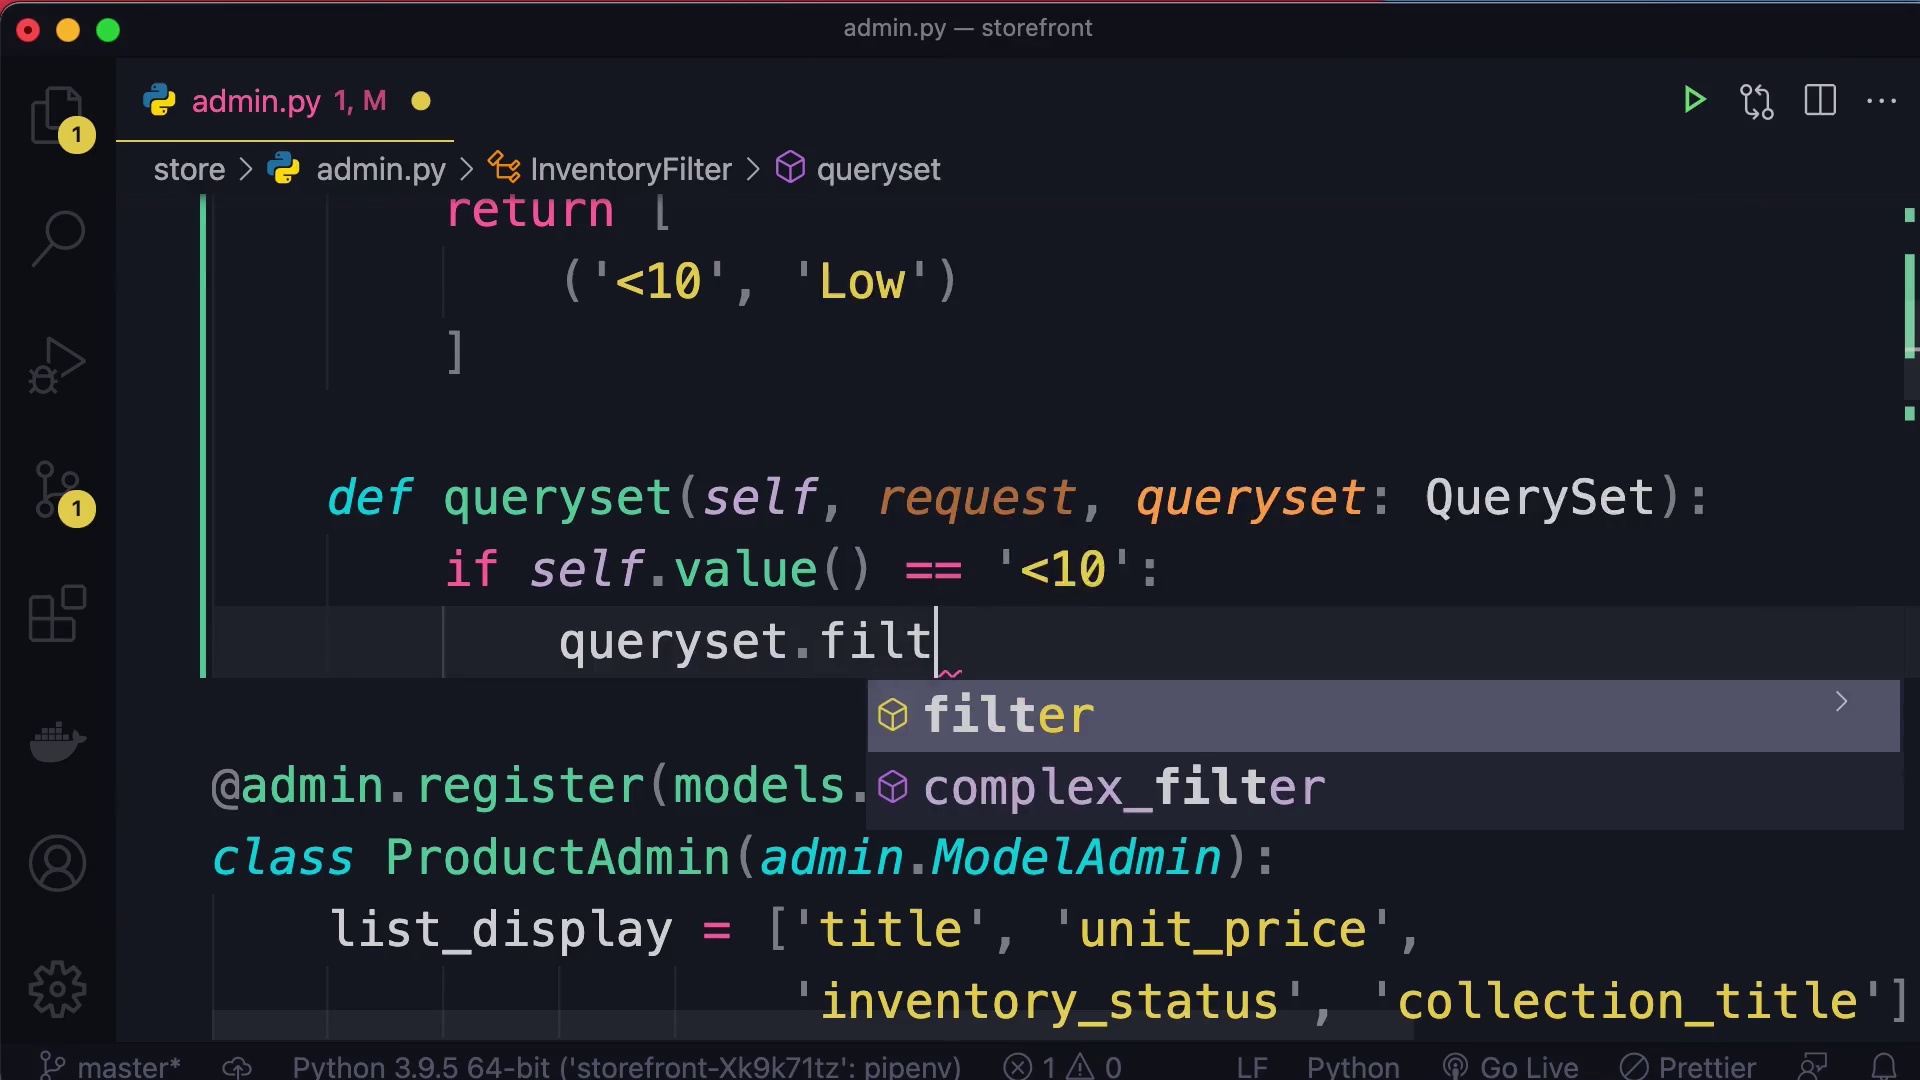 admin.py — storefront
admin.py 1, M
1
store > admin.py > InventoryFilter > queryset
return [
('<10', 'Low')
]
def queryset(self, request, queryset: QuerySet):
1
if self.value() == '<10':
queryset.filt
filter
complex_filter
@admin.register(models.
class ProductAdmin(admin.ModelAdmin):
list_display = ['title', 'unit_price',
'inventory_status', 'collection_title']
master* Python 3.9.5 64-bit ('storefront-Xk9k71tz': pipenv) 1 0 LF Python Go Live Prettier